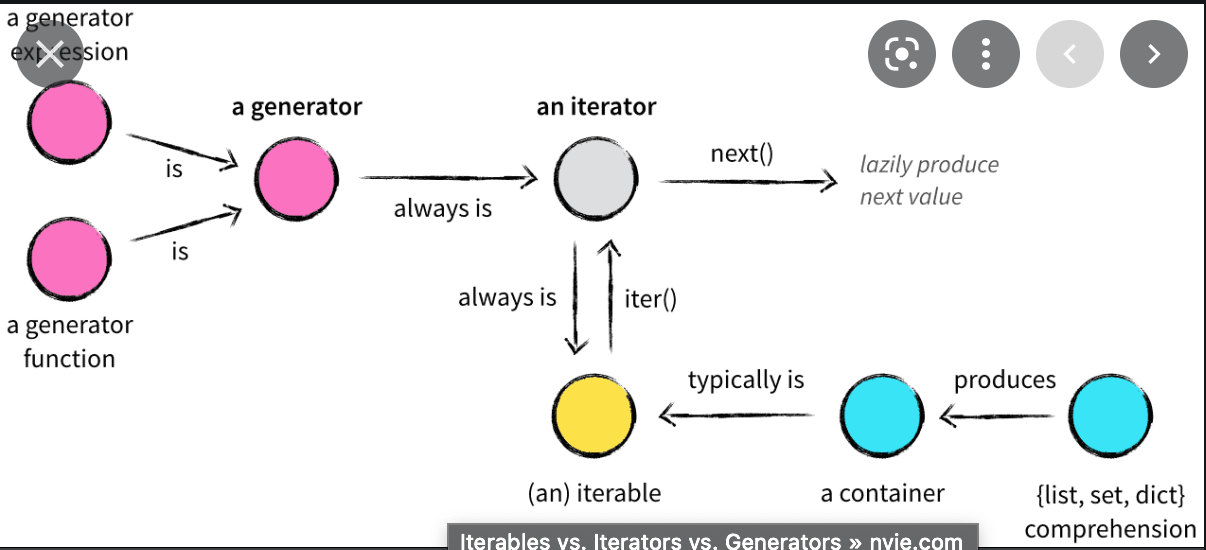 a generator
expression
a generator
an iterator
next()
lazily produce
next value
is
always is
is
always is
iter()
a generator
function
typically is
produces
(an) iterable
a container
{list, set, dict}
comprehension
Iterables vs. Iterators vs. Generators » nvie.com